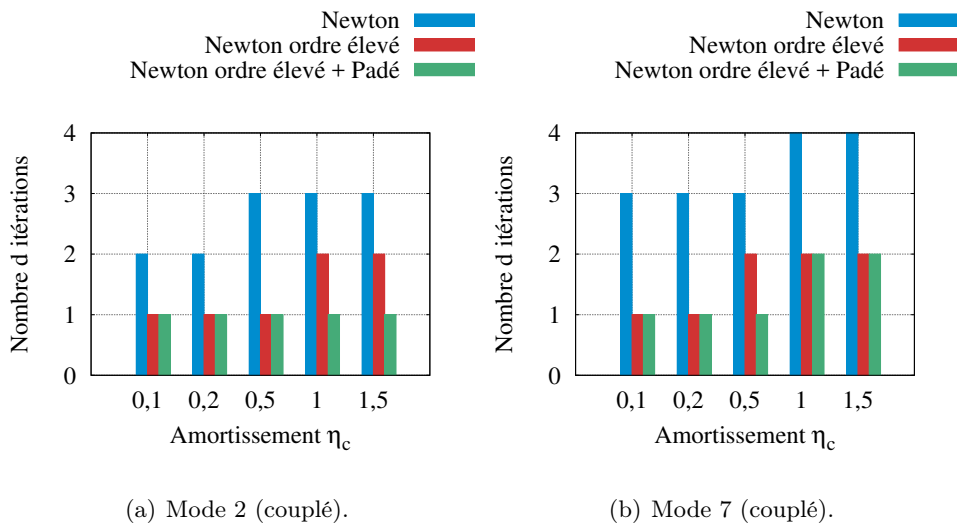 Newton
Newton ordre élevé
Newton ordre élevé + Padé
4
3
2
1
0
Nombre d itérations
0,1 0,2 0,5 1 1,5
Amortissement ηc
(a) Mode 2 (couplé).
Newton
Newton ordre élevé
Newton ordre élevé + Padé
4
3
2
1
0
Nombre d itérations
0,1 0,2 0,5 1 1,5
Amortissement ηc
(b) Mode 7 (couplé).